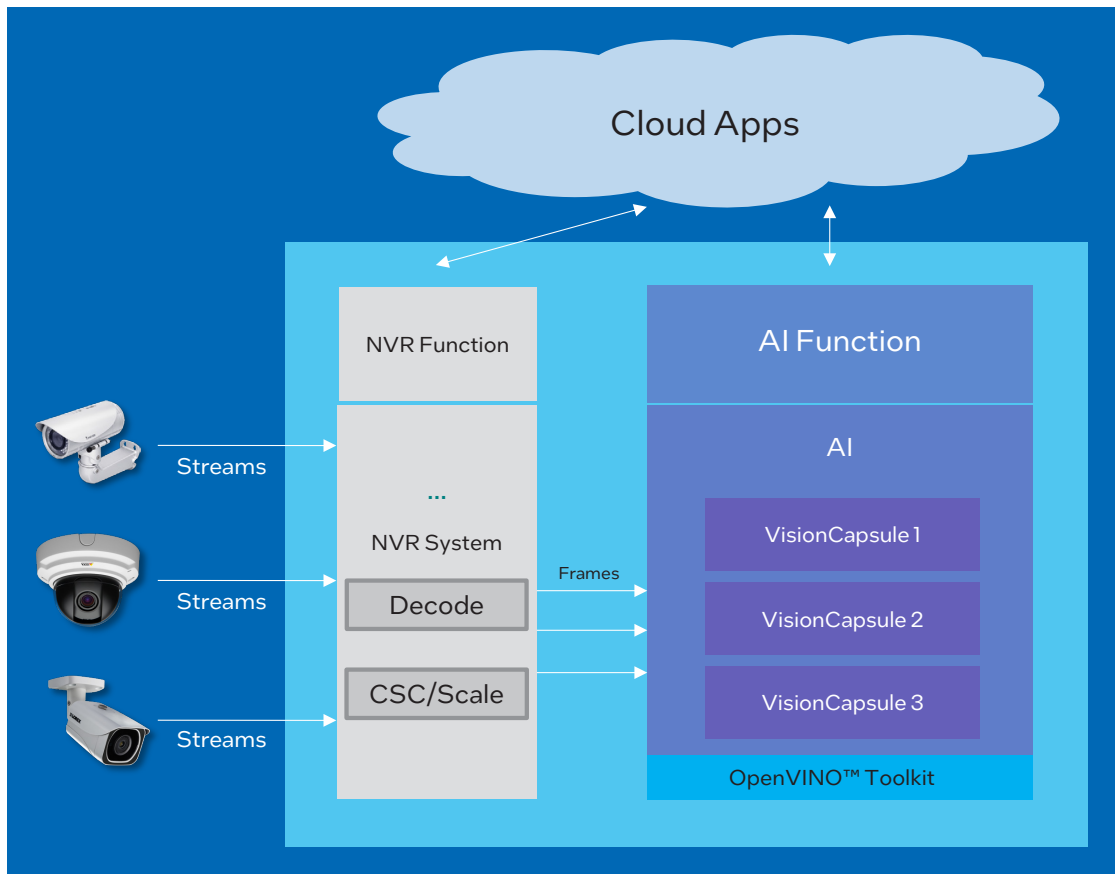 Cloud Apps
NVR Function
AI Function
Streams
...
NVR System
Decode
CSC/Scale
Streams
Streams
Frames
AI
VisionCapsule 1
VisionCapsule 2
VisionCapsule 3
OpenVINO™ Toolkit